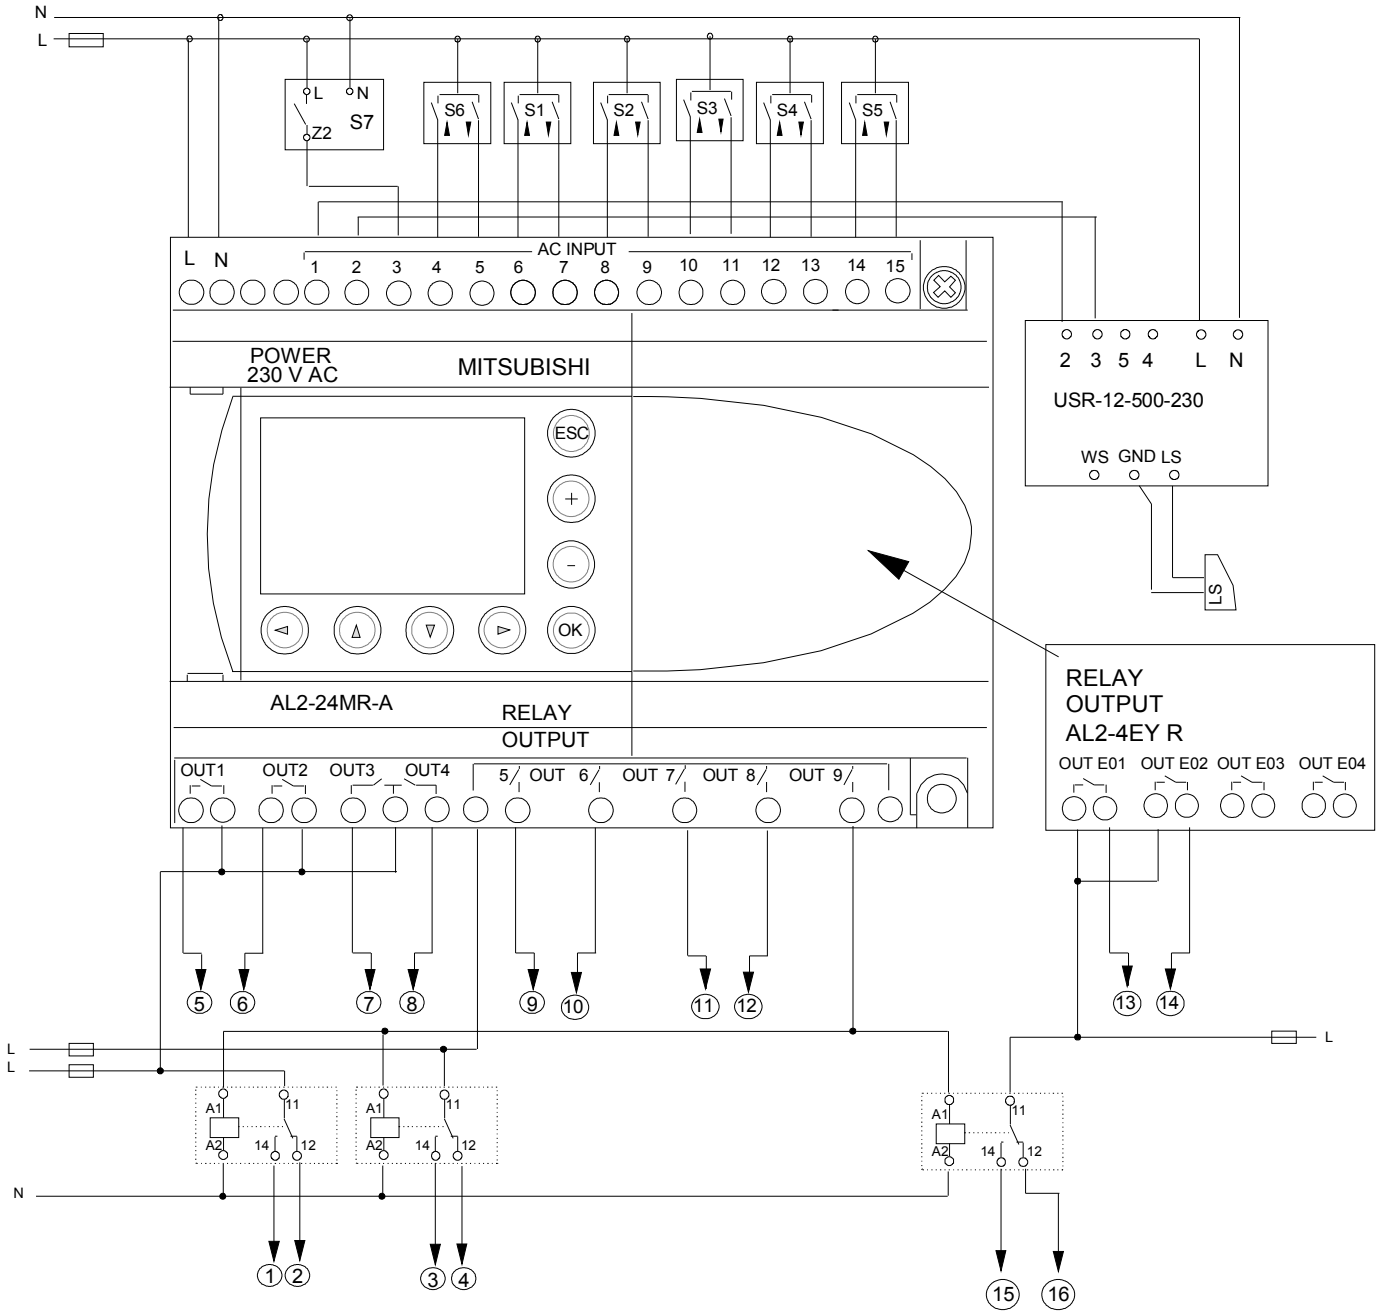 N
L
L N
S7
Z2
S6 S1 S2 S3 S4 S5
AC INPUT
L N 1 2 3 4 5 6 7 8 9 10 11 12 13 14 15
POWER
230 V AC
MITSUBISHI
2 3 5 4 L N
USR-12-500-230
WS GND LS
LS
ESC
+
-
OK
AL2-24MR-A
RELAY
OUTPUT
RELAY
OUTPUT
AL2-4EY R
OUT E01 OUT E02 OUT E03 OUT E04
OUT1 OUT2 OUT3 OUT4 5 OUT 6 OUT 7 OUT 8 OUT 9
5 6 7 8 9 10 11 12 13 14
L
L
L
A1 11
A2 14 12
A1 11
A2 14 12
A1 11
A2 14 12
N
1 2 3 4 15 16